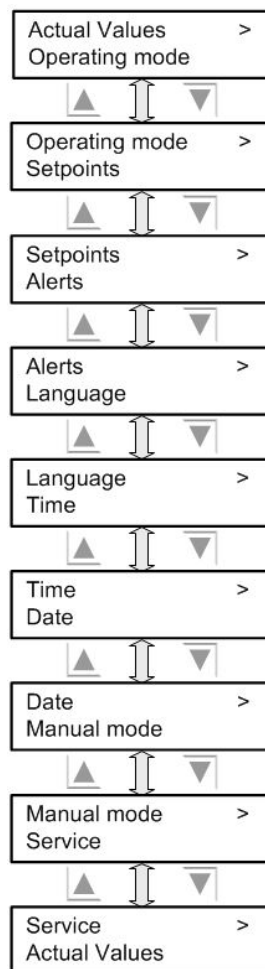 Actual Values >
Operating mode
Operating mode >
Setpoints
Setpoints >
Alerts
Alerts >
Language
Language >
Time
Time >
Date
Date >
Manual mode
Manual mode >
Service
Service >
Actual Values